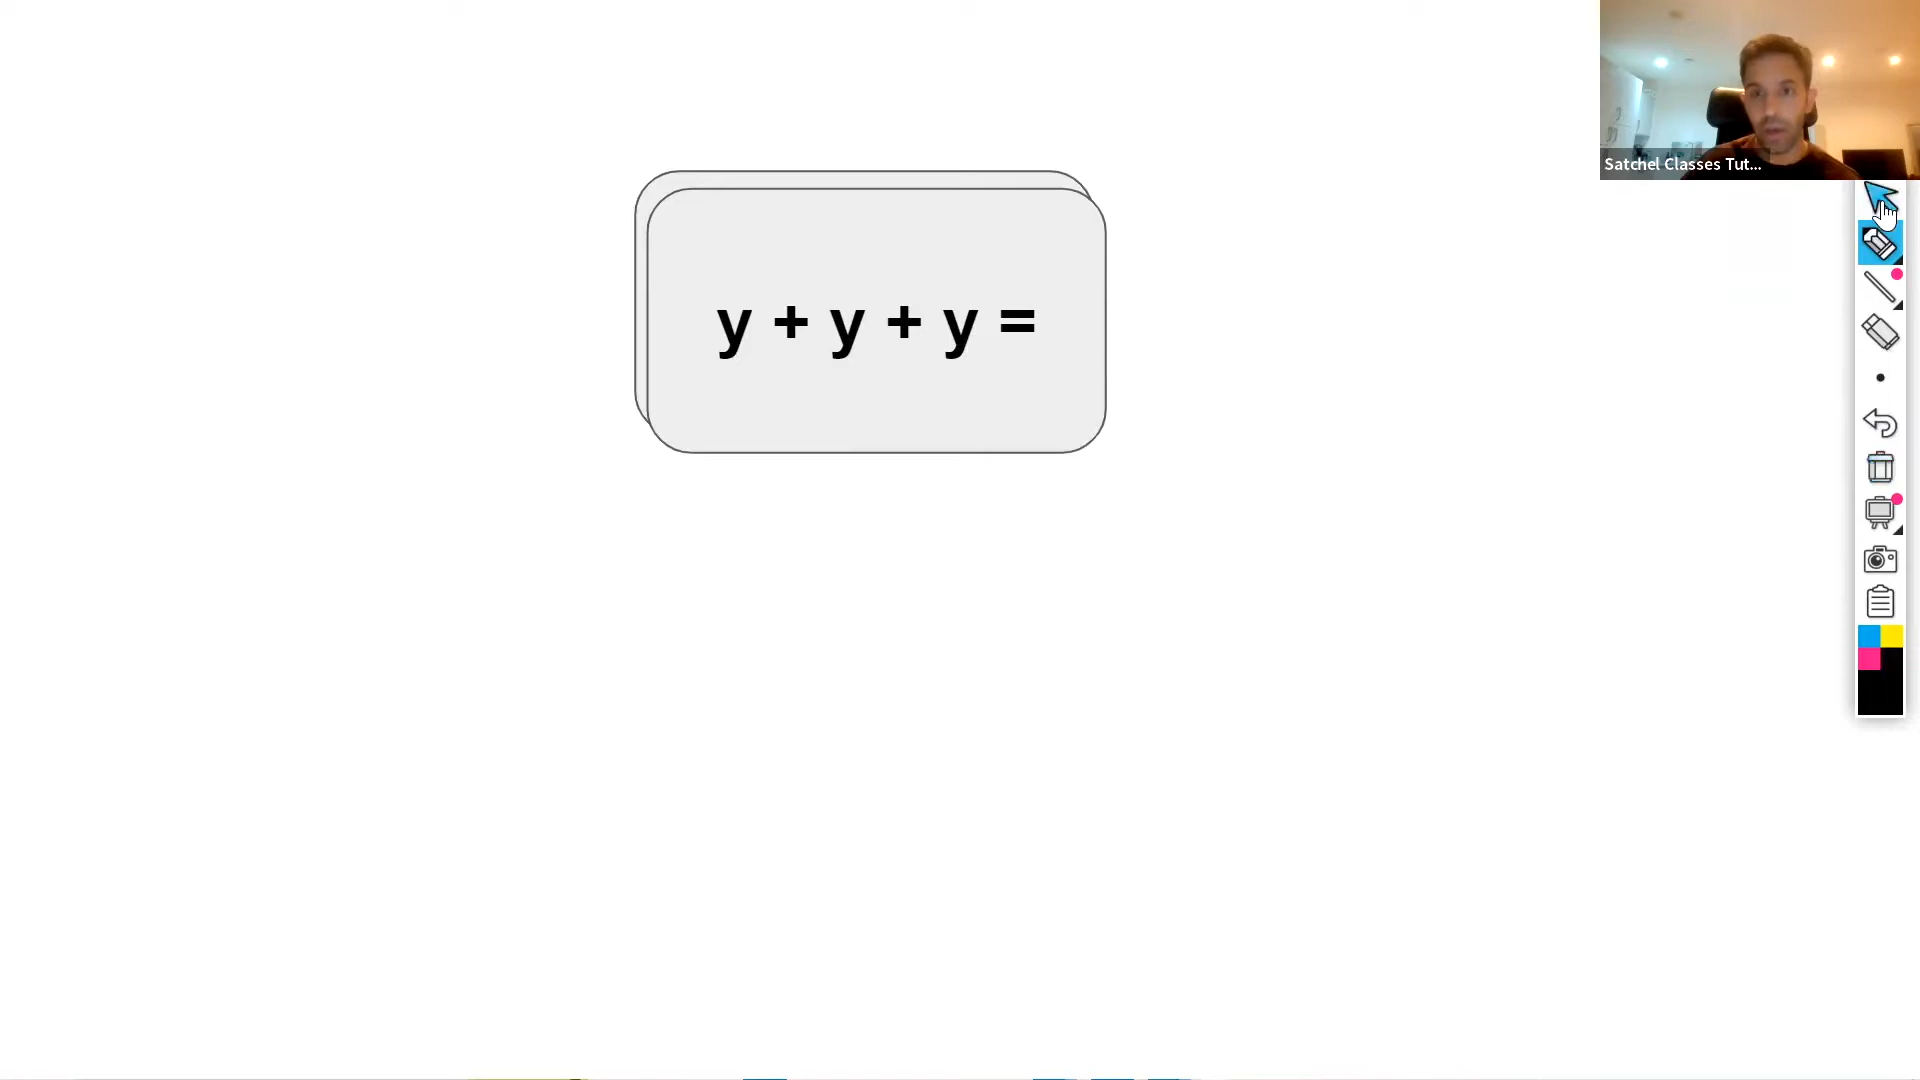 Satchel Classes Tut...
y + y + y =